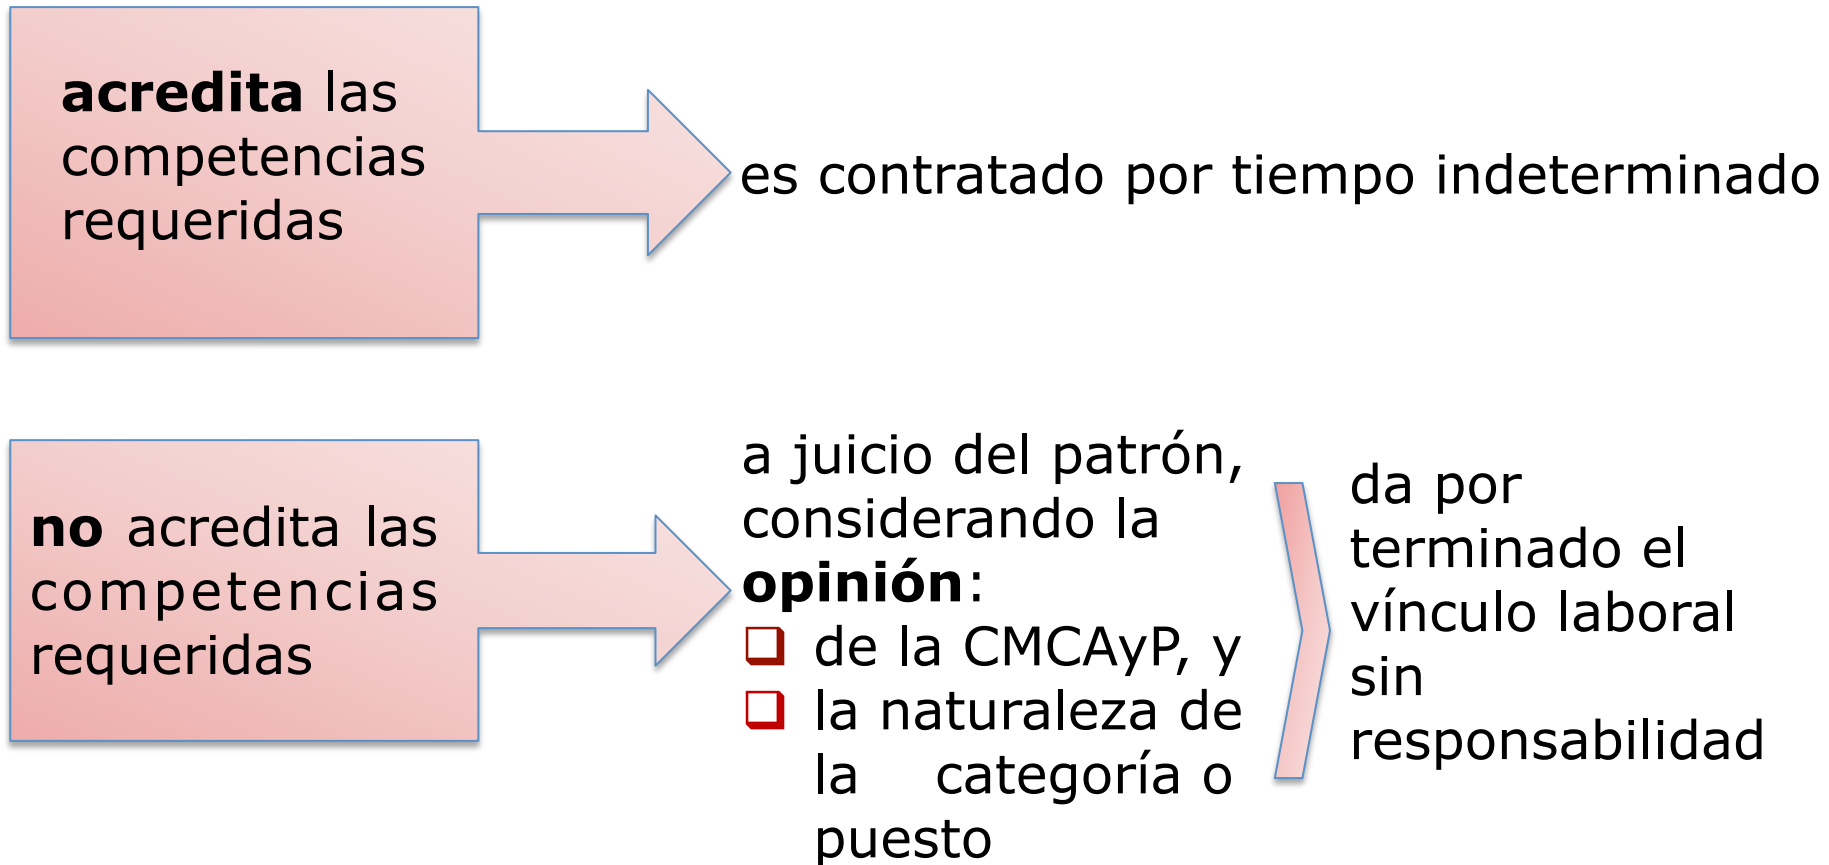 acredita las
competencias
requeridas
es contratado por tiempo indeterminado
no acredita las
competencias
requeridas
a juicio del patrón,
considerando la
opinión:
de la CMCAyP, y
la naturaleza de
la categoría o
puesto
da por
terminado el
vínculo laboral
sin
responsabilidad